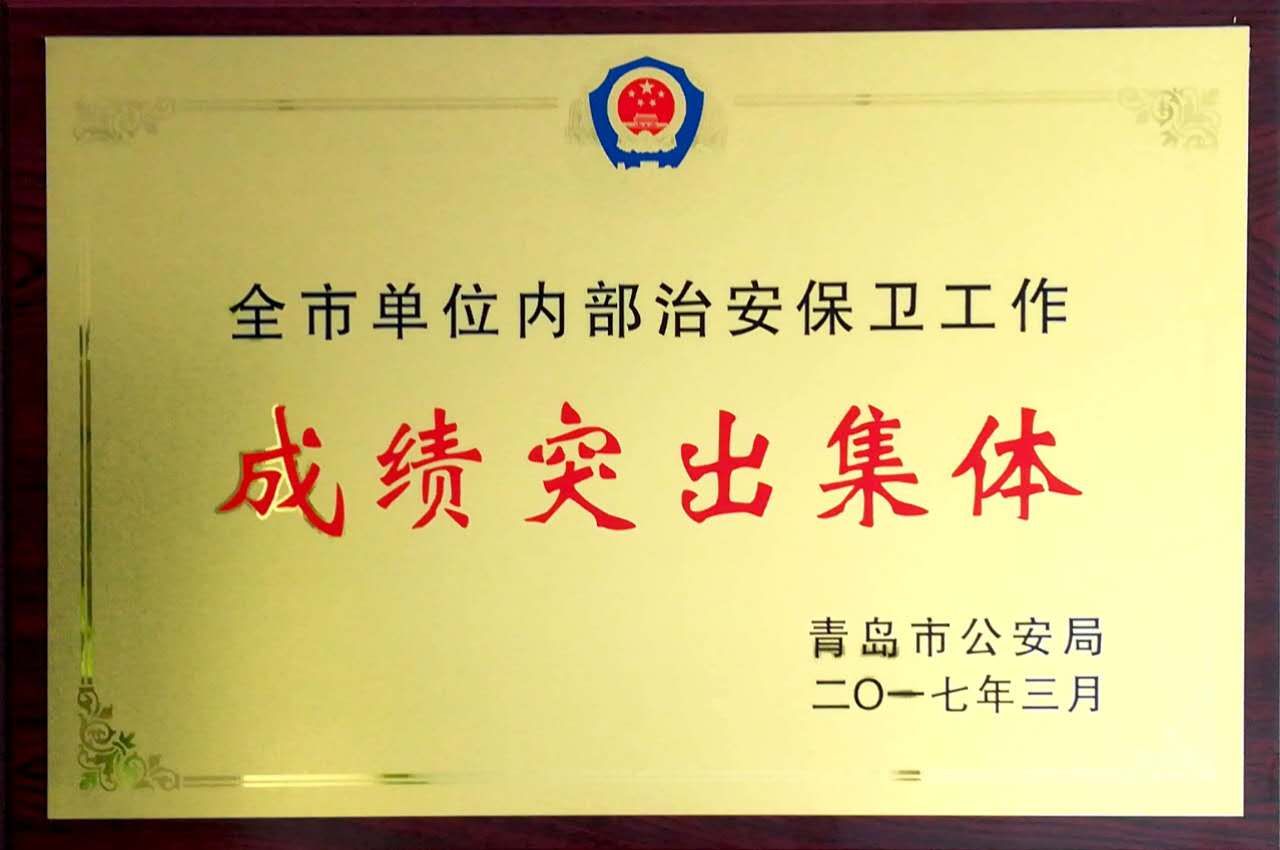 全市单位内部治安保卫工作
成绩突出集体
青岛市公安局
二〇一七年三月